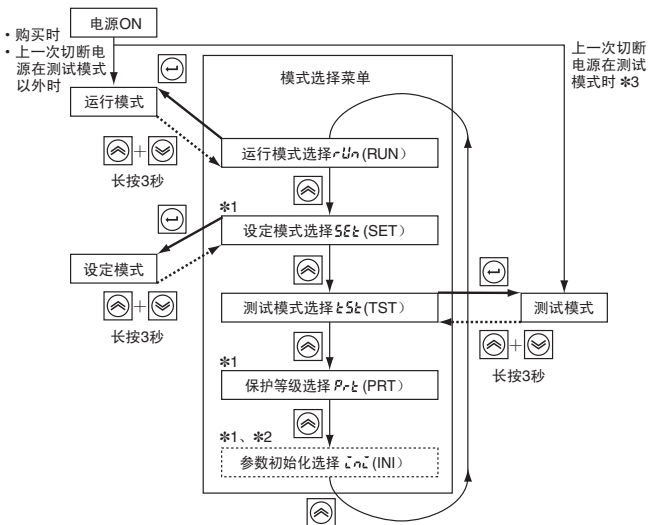 电源ON
・购买时
・上一次切断电
源在测试模式
以外时
上一次切断
电源在测试
模式时 ✻3
模式选择菜单
运行模式
运行模式选择 rUn (RUN）
长按3秒
✻1
设定模式选择 SEt (SET）
设定模式
测试模式选择 tSt (TST）
测试模式
长按3秒
长按3秒
✻1
保护等级选择 Prt (PRT）
✻1、✻2
参数初始化选择 ini (INI）